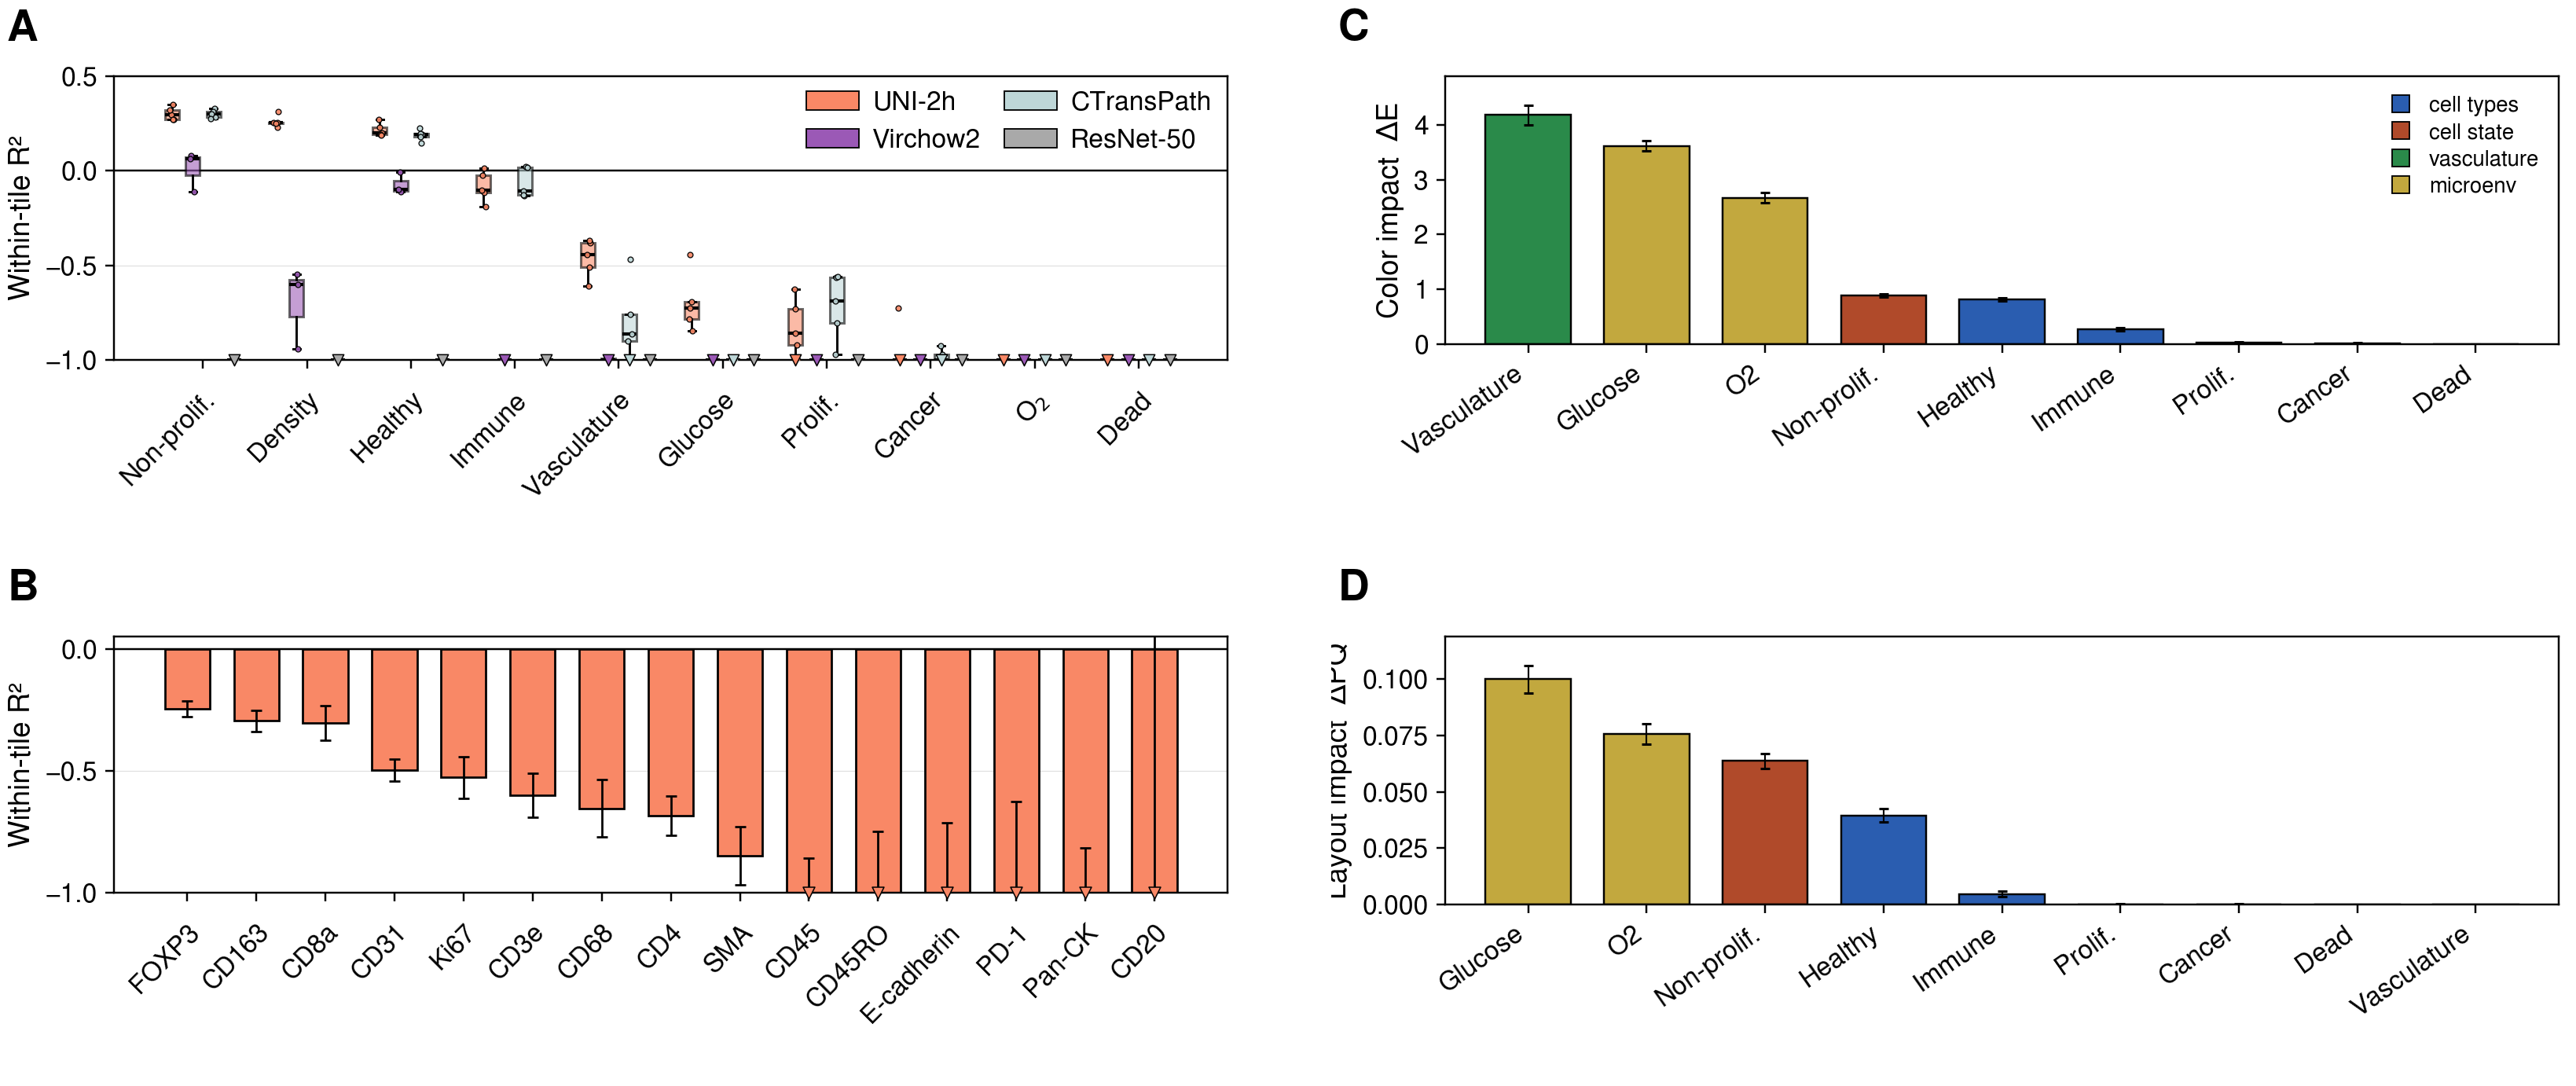 A
Within-tile R²
0.5
0.0
−0.5
−1.0
UNI-2h
Virchow2
CTransPath
ResNet-50
Non-prolif.
Density
Healthy
Immune
Vasculature
Glucose
Prolif.
Cancer
O₂
Dead
B
Within-tile R²
0.0
−0.5
−1.0
FOXP3
CD163
CD8a
CD31
Ki67
CD3e
CD68
CD4
SMA
CD45
CD45RO
E-cadherin
PD-1
Pan-CK
CD20
C
Color impact ΔE
4
3
2
1
0
cell types
cell state
vasculature
microenv
Vasculature
Glucose
O2
Non-prolif.
Healthy
Immune
Prolif.
Cancer
Dead
D
Layout impact ΔPQ
0.100
0.075
0.050
0.025
0.000
Glucose
O2
Non-prolif.
Healthy
Immune
Prolif.
Cancer
Dead
Vasculature